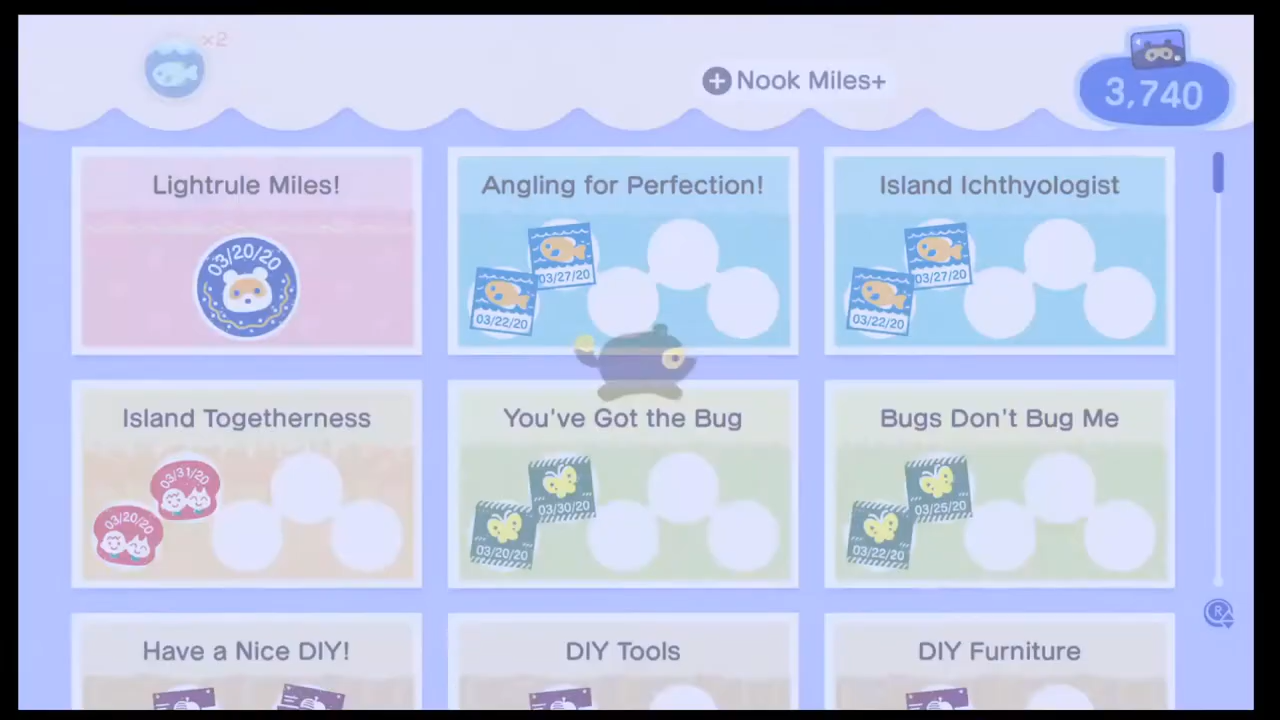 ×2
Nook Miles+
3,740
Lightrule Miles!
Angling for Perfection!
Island Ichthyologist
03/20/20
03/27/20
03/22/20
03/27/20
03/22/20
Island Togetherness
You've Got the Bug
Bugs Don't Bug Me
03/31/20
03/20/20
03/30/20
03/20/20
03/25/20
03/22/20
R
Have a Nice DIY!
DIY Tools
DIY Furniture